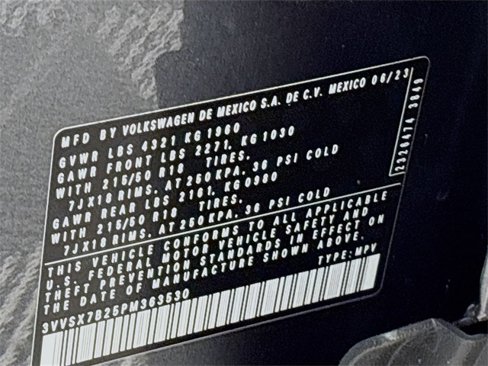 MFD BY VOLKSWAGEN DE MEXICO S.A. DE C.V. MEXICO 06/23
GVWR LBS 4321 KG 1960
GAWR FRONT LBS 2271, KG 1030
WITH 215/50 R18 TIRES.
7JX18 RIMS, AT 250KPA, 36 PSI COLD
GAWR REAR LBS 2161, KG0980
WITH 215/50 R18 TIRES.
7JX18 RIMS, AT 250 KPA, 36 PSI COLD
THIS VEHICLE CONFORMS TO ALL APPLICABLE
U.S. FEDERAL MOTOR VEHICLE SAFETY AND
THEFT PREVENTION STANDARDS IN EFFECT ON
THE DATE OF MANUFACTURE SHOWN ABOVE.
3VVSX7B25PM363530 TYPE: MPV